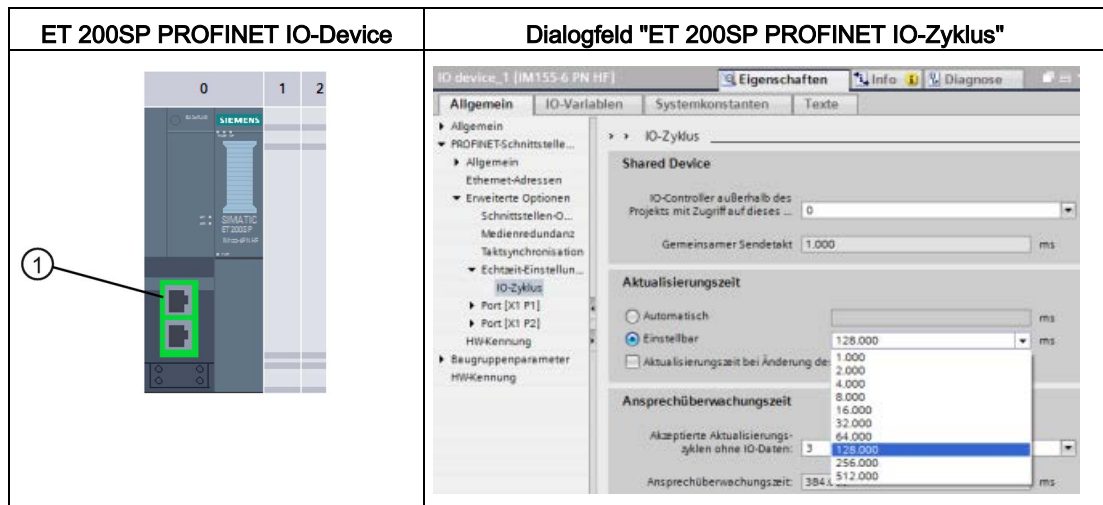 ET 200SP PROFINET IO-Device
Dialogfeld "ET 200SP PROFINET IO-Zyklus"
0 1 2
SIEMENS
SIMATIC
ET 200SP
1
IO device_1 [IM155-6 PN HF]
Eigenschaften Info Diagnose
Allgemein IO-Variablen Systemkonstanten Texte
Allgemein
PROFINET-Schnittstelle...
Allgemein
Ethernet-Adressen
Erweiterte Optionen
Schnittstellen-O...
Medienredundanz
Taktsynchronisation
Echtzeit-Einstellun...
IO-Zyklus
Port [X1 P1]
Port [X1 P2]
HW-Kennung
Baugruppenparameter
HW-Kennung
> > IO-Zyklus
Shared Device
IO-Controller außerhalb des
Projekts mit Zugriff auf dieses ... 0
Gemeinsamer Sendetakt 1.000 ms
Aktualisierungszeit
Automatisch ms
Einstellbar 128.000 ms
Aktualisierungszeit bei Änderung de
1.000
2.000
4.000
8.000
16.000
32.000
64.000
128.000
256.000
512.000
Ansprechüberwachungszeit
Akzeptierte Aktualisierungs-
zyklen ohne IO-Daten: 3
Ansprechüberwachungszeit: 384. ms